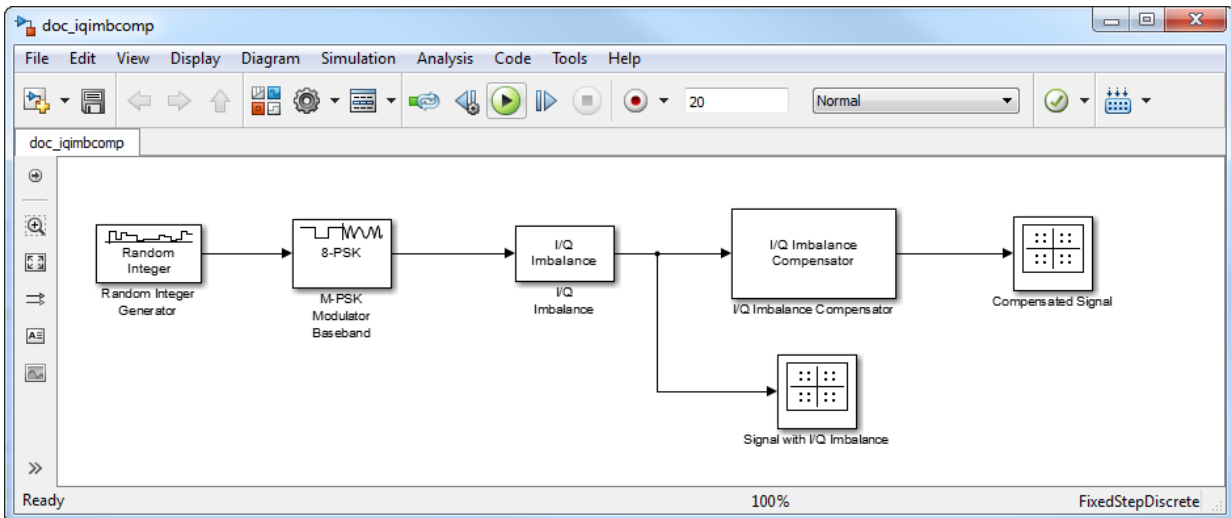 doc_iqimbcomp
File Edit View Display Diagram Simulation Analysis Code Tools Help
20 Normal
doc_iqimbcomp
Random
Integer
Random Integer
Generator
8-PSK
M-PSK
Modulator
Baseband
I/Q
Imbalance
I/Q
Imbalance
I/Q Imbalance
Compensator
I/Q Imbalance Compensator
Compensated Signal
Signal with I/Q Imbalance
Ready 100% FixedStepDiscrete